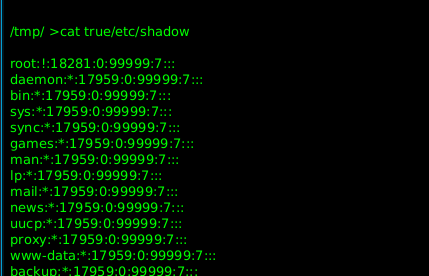 /tmp/ >cat true/etc/shadow
root:!:18281:0:99999:7:::
daemon:*:17959:0:99999:7:::
bin:*:17959:0:99999:7:::
sys:*:17959:0:99999:7:::
sync:*:17959:0:99999:7:::
games:*:17959:0:99999:7:::
man:*:17959:0:99999:7:::
lp:*:17959:0:99999:7:::
mail:*:17959:0:99999:7:::
news:*:17959:0:99999:7:::
uucp:*:17959:0:99999:7:::
proxy:*:17959:0:99999:7:::
www-data:*:17959:0:99999:7:::
backup:*:17959:0:99999:7:::